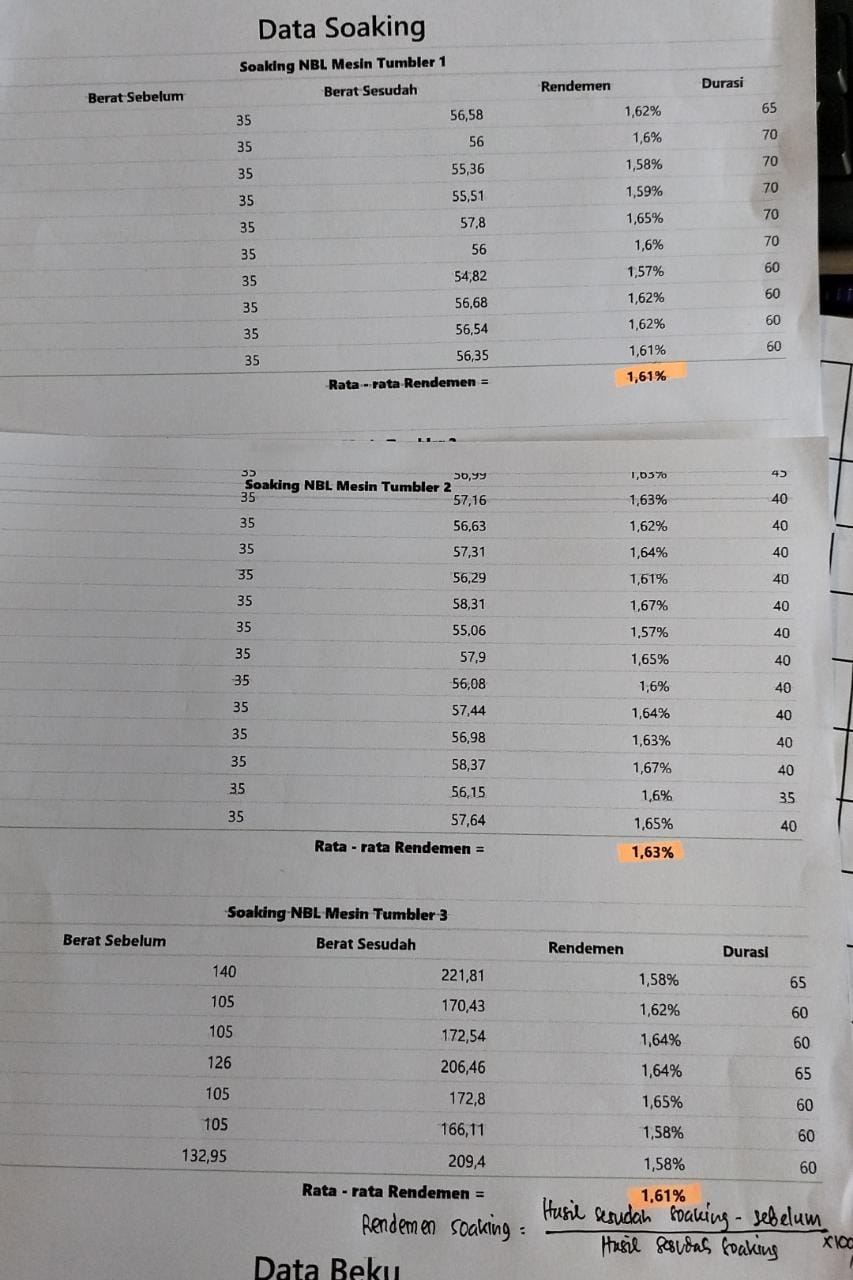 Data Soaking
Soaking NBL Mesin Tumbler 1
Berat Sebelum Berat Sesudah Rendemen Durasi
35 56,58 1,62% 65
35 56 1,6% 70
35 55,36 1,58% 70
35 55,51 1,59% 70
35 57,8 1,65% 70
35 56 1,6% 70
35 54,82 1,57% 60
35 56,68 1,62% 60
35 56,54 1,62% 60
35 56,35 1,61% 60
Rata - rata Rendemen = 1,61%
35 56,99 1,63% 45
Soaking NBL Mesin Tumbler 2
35 57,16 1,63% 40
35 56,63 1,62% 40
35 57,31 1,64% 40
35 56,29 1,61% 40
35 58,31 1,67% 40
35 55,06 1,57% 40
35 57,9 1,65% 40
35 56,08 1,6% 40
35 57,44 1,64% 40
35 56,98 1,63% 40
35 58,37 1,67% 40
35 56,15 1,6% 35
35 57,64 1,65% 40
Rata - rata Rendemen = 1,63%
Soaking NBL Mesin Tumbler 3
Berat Sebelum Berat Sesudah Rendemen Durasi
140 221,81 1,58% 65
105 170,43 1,62% 60
105 172,54 1,64% 60
126 206,46 1,64% 65
105 172,8 1,65% 60
105 166,11 1,58% 60
132,95 209,4 1,58% 60
Rata - rata Rendemen = 1,61%
Rendemen soaking = Hasil sesudah soaking - sebelum
Hasil sesudah soaking x100
Data Beku